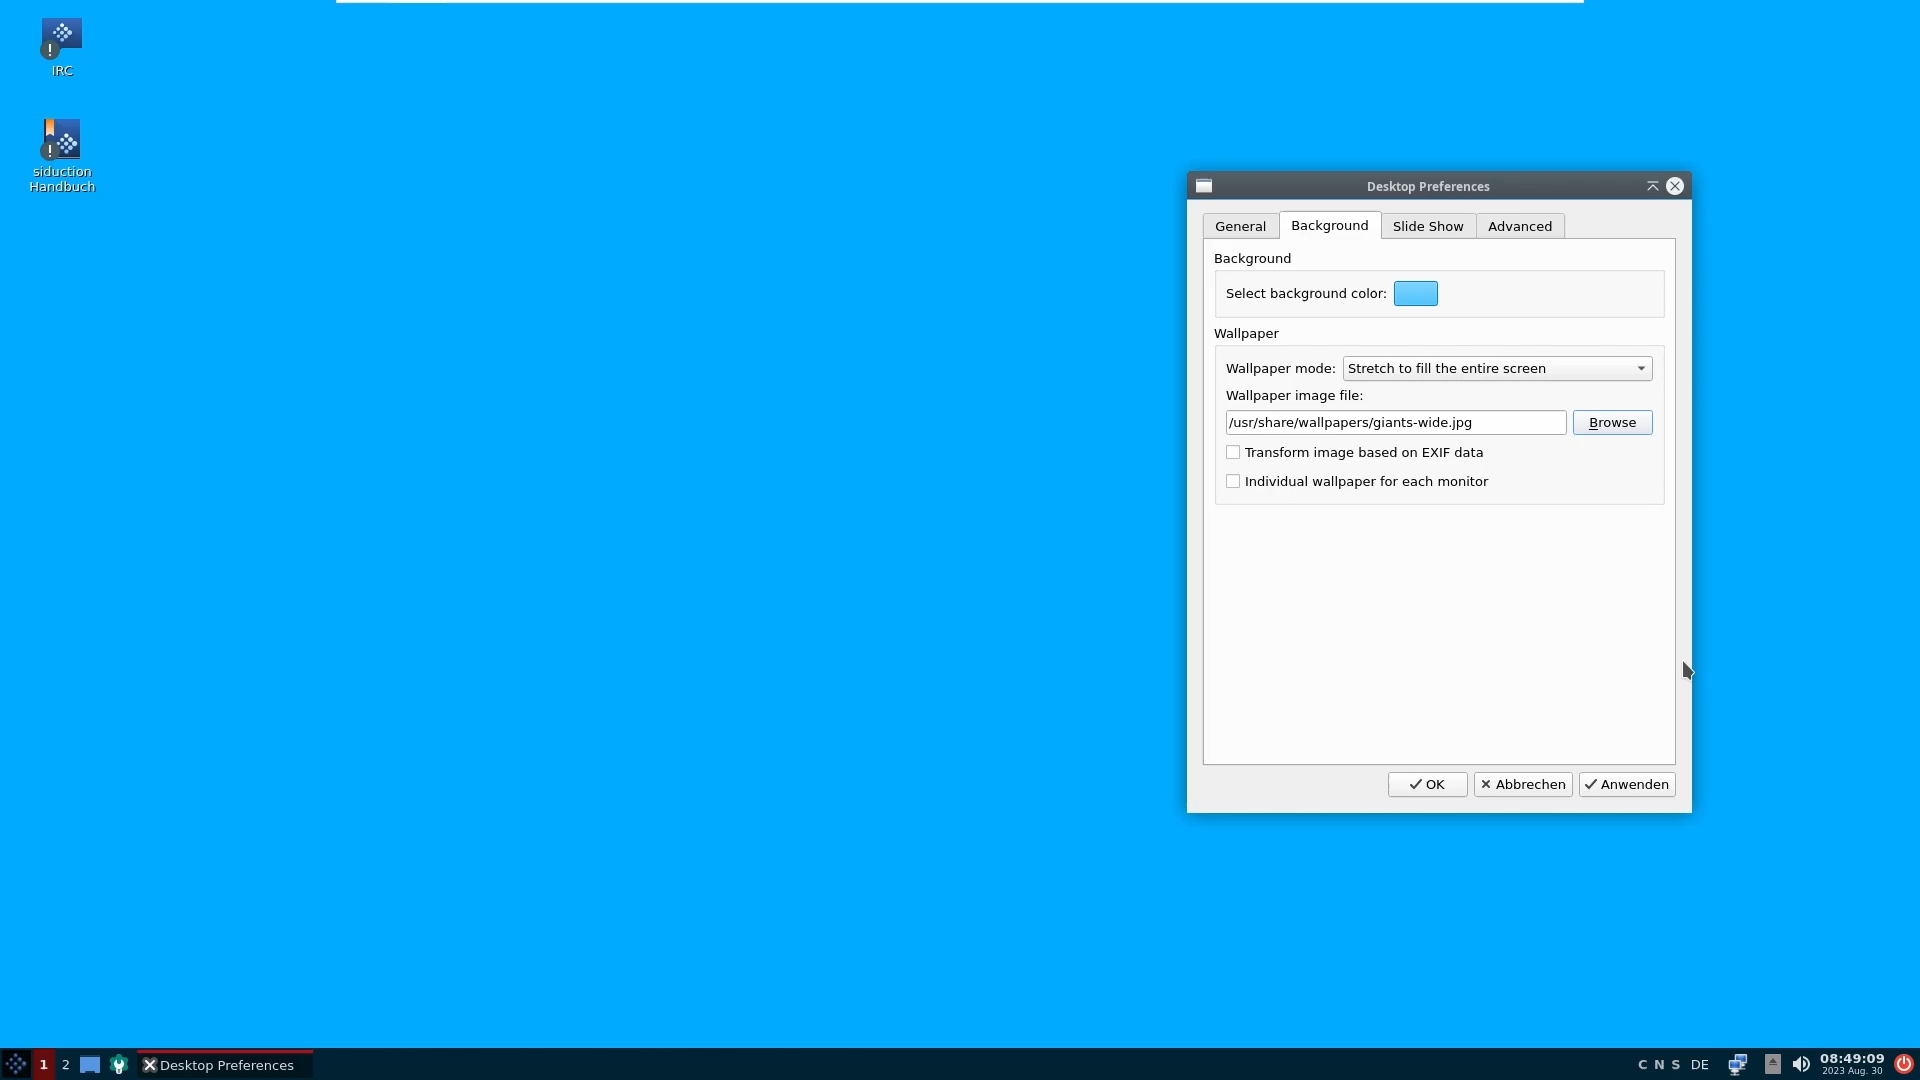 IRC
siduction
Handbuch
Desktop Preferences
General
Background
Slide Show
Advanced
Background
Select background color:
Wallpaper
Wallpaper mode:
Stretch to fill the entire screen
Wallpaper image file:
/usr/share/wallpapers/giants-wide.jpg
Browse
Transform image based on EXIF data
Individual wallpaper for each monitor
OK
Abbrechen
Anwenden
1
2
Desktop Preferences
C N S
DE
08:49:09
2023 Aug. 30